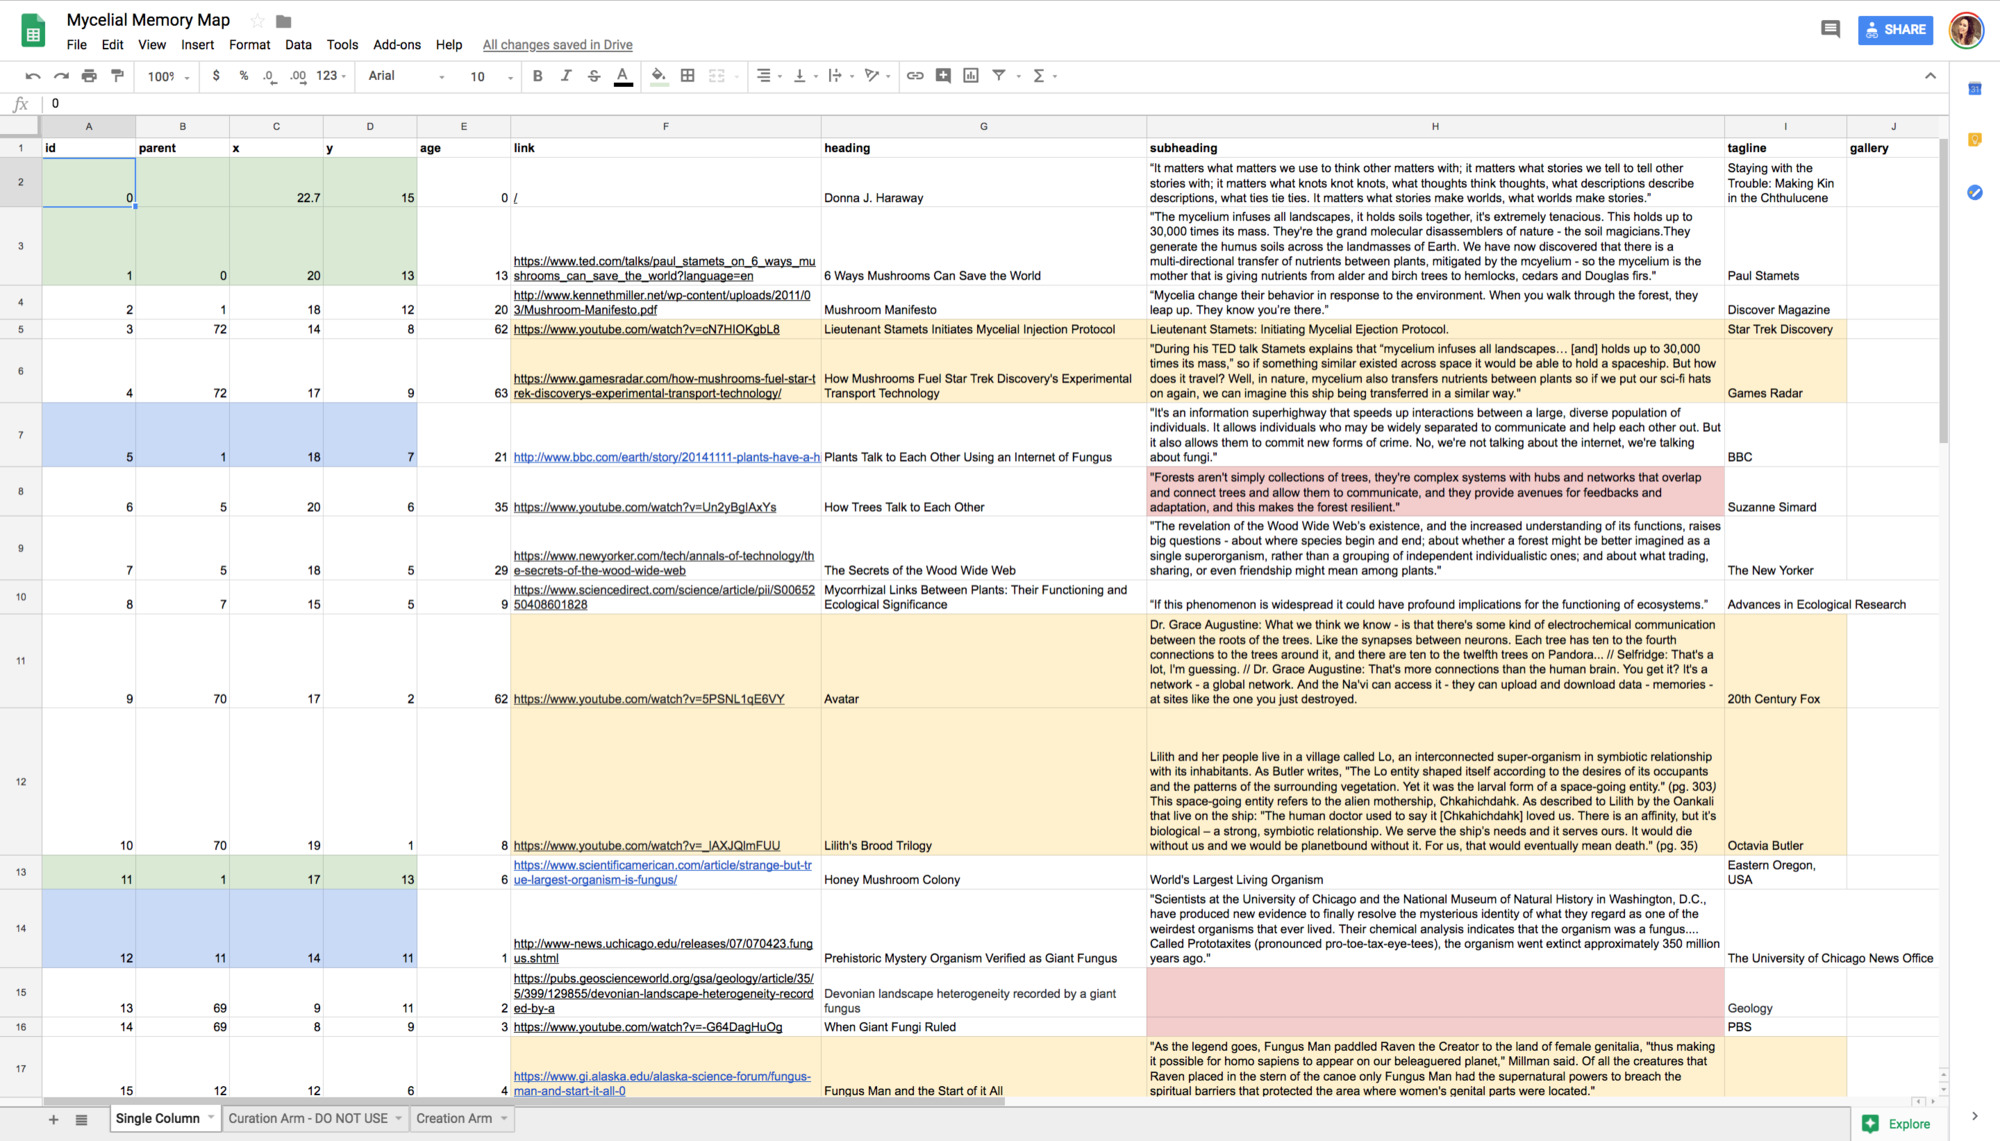 Mycelial Memory Map
File Edit View Insert Format Data Tools Add-ons Help All changes saved in Drive
SHARE
100% $ % .0 .00 123 Arial 10 B I S A
fx 0
A B C D E F G H I J
1 id parent x y age link heading subheading tagline gallery
2 0 22.7 15 0 / Donna J. Haraway
"It matters what matters we use to think other matters with; it matters what stories we tell to tell other
stories with; it matters what knots knot knots, what thoughts think thoughts, what descriptions describe
descriptions, what ties tie ties. It matters what stories make worlds, what worlds make stories."
Staying with the
Trouble: Making Kin
in the Chthulucene
3 1 0 20 13 13
https://www.ted.com/talks/paul_stamets_on_6_ways_mu
shrooms_can_save_the_world?language=en
6 Ways Mushrooms Can Save the World
"The mycelium infuses all landscapes, it holds soils together, it's extremely tenacious. This holds up to
30,000 times its mass. They're the grand molecular disassemblers of nature - the soil magicians.They
generate the humus soils across the landmasses of Earth. We have now discovered that there is a
multi-directional transfer of nutrients between plants, mitigated by the mcyelium - so the mycelium is the
mother that is giving nutrients from alder and birch trees to hemlocks, cedars and Douglas firs."
Paul Stamets
4 2 1 18 12 20
http://www.kennethmiller.net/wp-content/uploads/2011/0
3/Mushroom-Manifesto.pdf
Mushroom Manifesto
"Mycelia change their behavior in response to the environment. When you walk through the forest, they
leap up. They know you're there."
Discover Magazine
5 3 72 14 8 62 https://www.youtube.com/watch?v=cN7HIOKgbL8 Lieutenant Stamets Initiates Mycelial Injection Protocol Lieutenant Stamets: Initiating Mycelial Ejection Protocol. Star Trek Discovery
6 4 72 17 9 63
https://www.gamesradar.com/how-mushrooms-fuel-star-t
rek-discoverys-experimental-transport-technology/
How Mushrooms Fuel Star Trek Discovery's Experimental
Transport Technology
"During his TED talk Stamets explains that "mycelium infuses all landscapes... [and] holds up to 30,000
times its mass," so if something similar existed across space it would be able to hold a spaceship. But how
does it travel? Well, in nature, mycelium also transfers nutrients between plants so if we put our sci-fi hats
on again, we can imagine this ship being transferred in a similar way."
Games Radar
7 5 1 18 7 21 http://www.bbc.com/earth/story/20141111-plants-have-a-h Plants Talk to Each Other Using an Internet of Fungus
"It's an information superhighway that speeds up interactions between a large, diverse population of
individuals. It allows individuals who may be widely separated to communicate and help each other out. But
it also allows them to commit new forms of crime. No, we're not talking about the internet, we're talking
about fungi."
BBC
8 6 5 20 6 35 https://www.youtube.com/watch?v=Un2yBgIAxYs How Trees Talk to Each Other
"Forests aren't simply collections of trees, they're complex systems with hubs and networks that overlap
and connect trees and allow them to communicate, and they provide avenues for feedbacks and
adaptation, and this makes the forest resilient."
Suzanne Simard
9 7 5 18 5 29
https://www.newyorker.com/tech/annals-of-technology/th
e-secrets-of-the-wood-wide-web
The Secrets of the Wood Wide Web
"The revelation of the Wood Wide Web's existence, and the increased understanding of its functions, raises
big questions - about where species begin and end; about whether a forest might be better imagined as a
single superorganism, rather than a grouping of independent individualistic ones; and about what trading,
sharing, or even friendship might mean among plants."
The New Yorker
10 8 7 15 5 9
https://www.sciencedirect.com/science/article/pii/S00652
50408601828
Mycorrhizal Links Between Plants: Their Functioning and
Ecological Significance
"If this phenomenon is widespread it could have profound implications for the functioning of ecosystems."
Advances in Ecological Research
11 9 70 17 2 62 https://www.youtube.com/watch?v=5PSNL1qE6VY Avatar
Dr. Grace Augustine: What we think we know - is that there's some kind of electrochemical communication
between the roots of the trees. Like the synapses between neurons. Each tree has ten to the fourth
connections to the trees around it, and there are ten to the twelfth trees on Pandora... // Selfridge: That's a
lot, I'm guessing. // Dr. Grace Augustine: That's more connections than the human brain. You get it? It's a
network - a global network. And the Na'vi can access it - they can upload and download data - memories -
at sites like the one you just destroyed.
20th Century Fox
12 10 70 19 1 8 https://www.youtube.com/watch?v=_lAXJQlmFUU Lilith's Brood Trilogy
Lilith and her people live in a village called Lo, an interconnected super-organism in symbiotic relationship
with its inhabitants. As Butler writes, "The Lo entity shaped itself according to the desires of its occupants
and the patterns of the surrounding vegetation. Yet it was the larval form of a space-going entity." (pg. 303)
This space-going entity refers to the alien mothership, Chkahichdahk. As described to Lilith by the Oankali
that live on the ship: "The human doctor used to say it [Chkahichdahk] loved us. There is an affinity, but it's
biological – a strong, symbiotic relationship. We serve the ship's needs and it serves ours. It would die
without us and we would be planetbound without it. For us, that would eventually mean death." (pg. 35)
Octavia Butler
13 11 1 17 13 6
https://www.scientificamerican.com/article/strange-but-tr
ue-largest-organism-is-fungus/
Honey Mushroom Colony
World's Largest Living Organism
Eastern Oregon,
USA
14 12 11 14 11 1
http://www-news.uchicago.edu/releases/07/070423.fung
us.shtml
Prehistoric Mystery Organism Verified as Giant Fungus
"Scientists at the University of Chicago and the National Museum of Natural History in Washington, D.C.,
have produced new evidence to finally resolve the mysterious identity of what they regard as one of the
weirdest organisms that ever lived. Their chemical analysis indicates that the organism was a fungus....
Called Prototaxites (pronounced pro-toe-tax-eye-tees), the organism went extinct approximately 350 million
years ago."
The University of Chicago News Office
15 13 69 9 11 2
https://pubs.geoscienceworld.org/gsa/geology/article/35/
5/399/129855/devonian-landscape-heterogeneity-record
ed-by-a
Devonian landscape heterogeneity recorded by a giant
fungus
Geology
16 14 69 8 9 3 https://www.youtube.com/watch?v=-G64DagHuOg When Giant Fungi Ruled PBS
17 15 12 12 6 4
https://www.gi.alaska.edu/alaska-science-forum/fungus-
man-and-start-it-all-0
Fungus Man and the Start of it All
"As the legend goes, Fungus Man paddled Raven the Creator to the land of female genitalia, "thus making
it possible for homo sapiens to appear on our beleaguered planet," Millman said. Of all the creatures that
Raven placed in the stern of the canoe only Fungus Man had the supernatural powers to breach the
spiritual barriers that protected the area where women's genital parts were located."
Single Column Curation Arm - DO NOT USE Creation Arm Explore